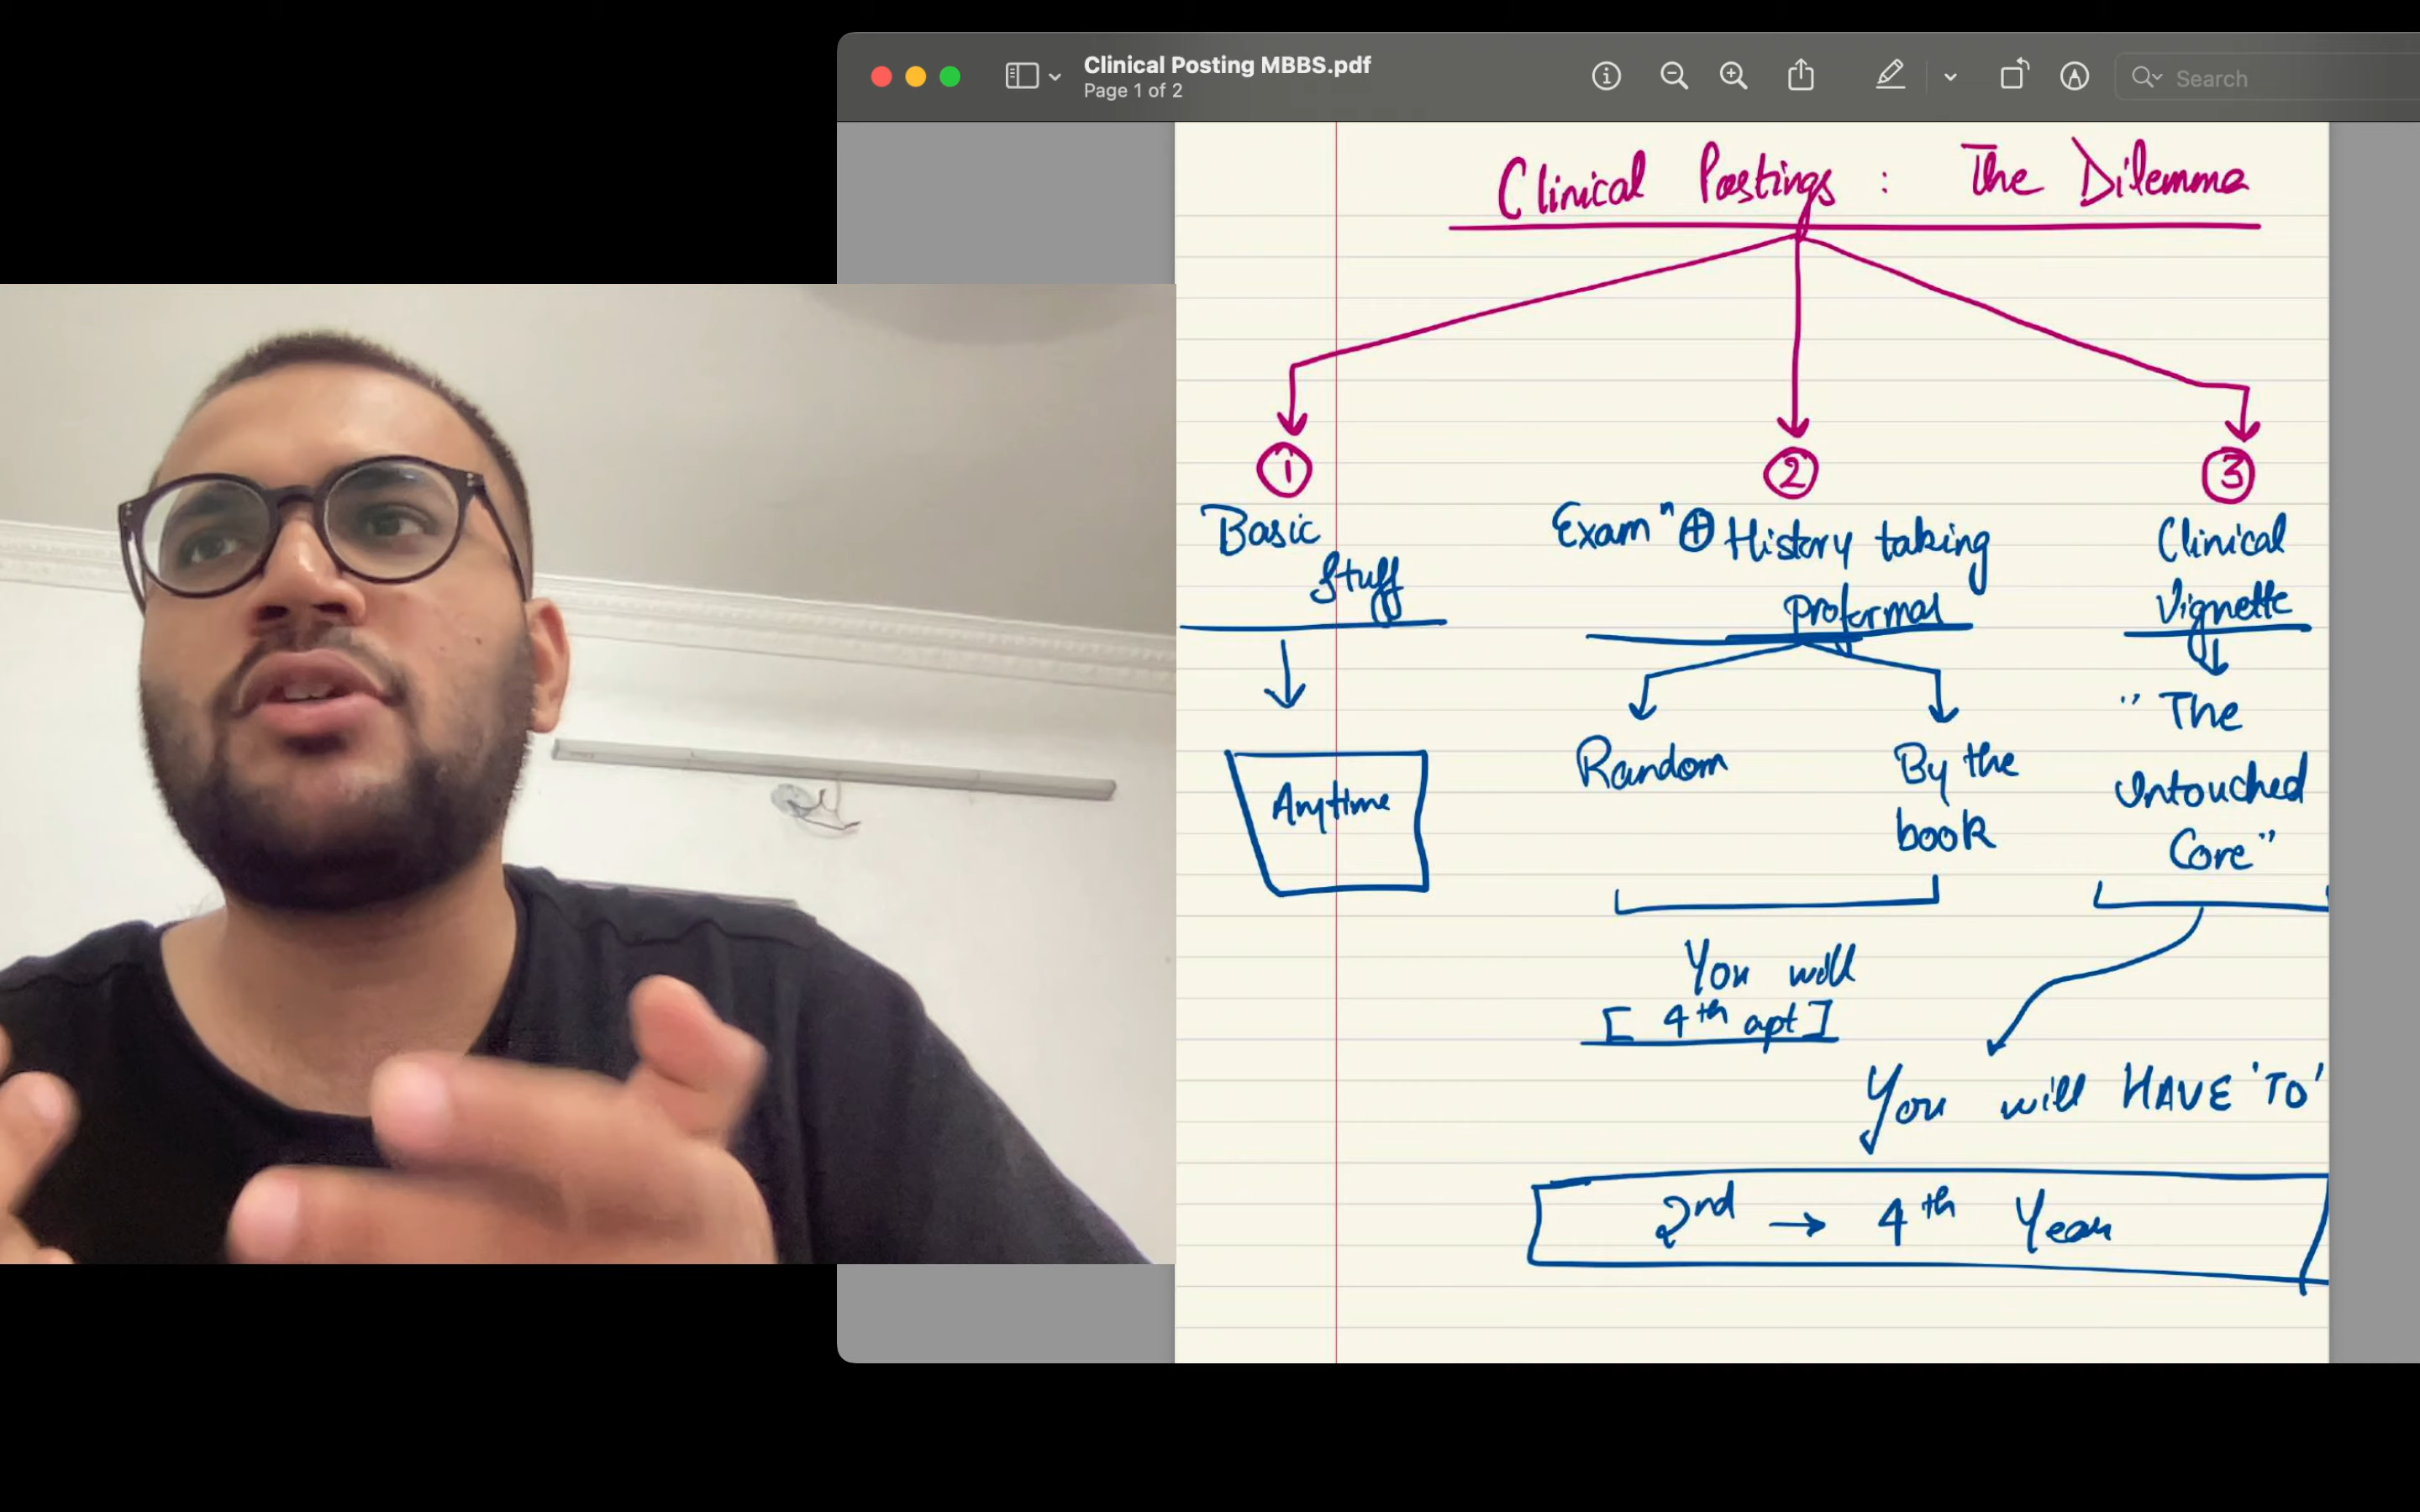 Clinical Posting MBBS.pdf
Page 1 of 2
Search
Clinical Postings : The Dilemma
1
2
3
Basic
stuff
Examⁿ ⊕ History taking
proformas
Clinical
Vignette
Anytime
Random
By the
book
"The
Untouched
Core"
You will
[ 4th apt ]
You will HAVE 'TO'
2nd → 4th Year